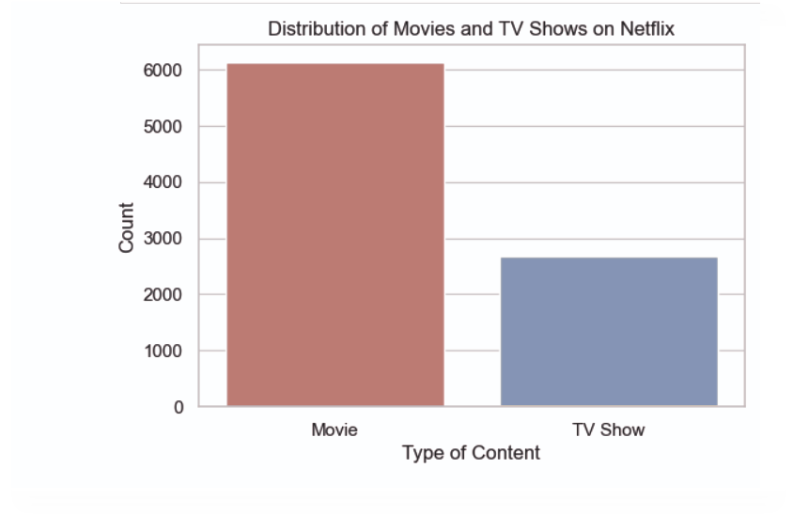 Distribution of Movies and TV Shows on Netflix
6000
5000
4000
3000
2000
1000
0
Count
Movie
TV Show
Type of Content